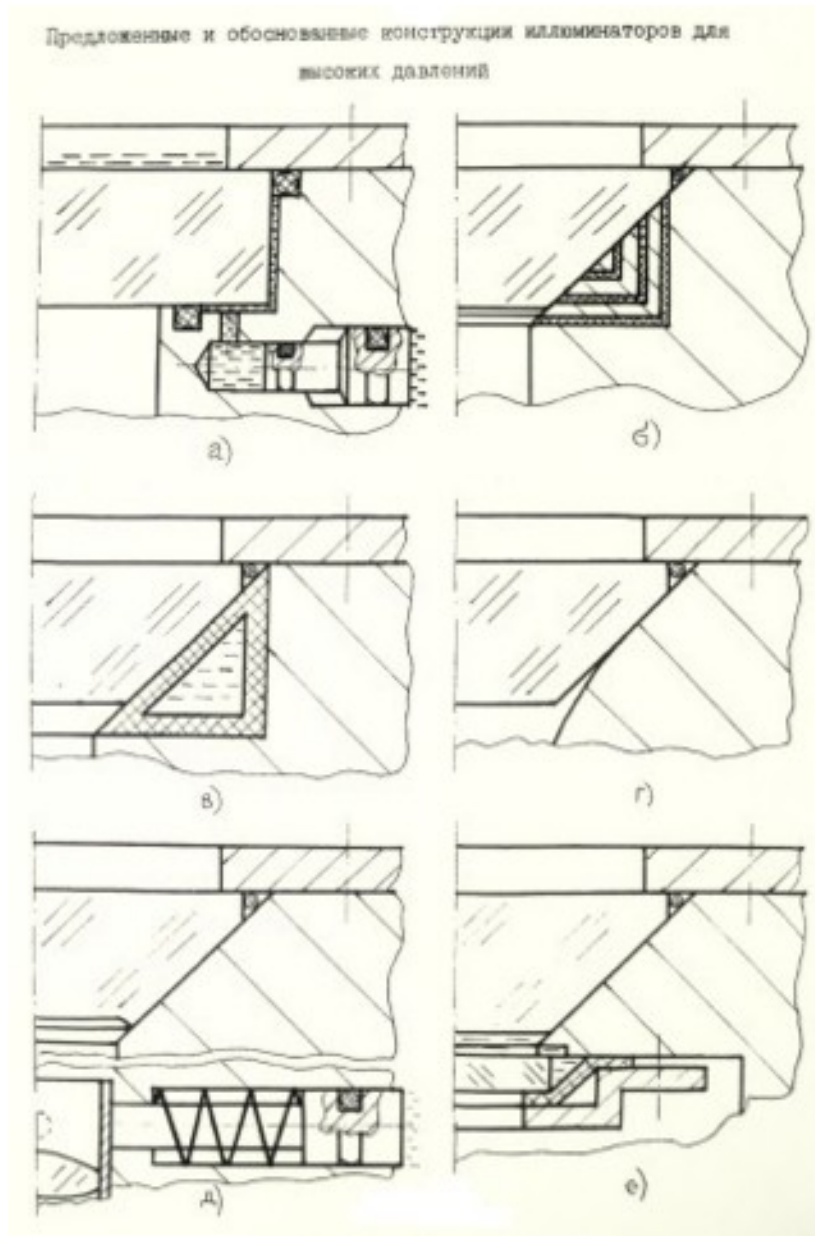 Предложенные и обоснованные конструкции иллюминаторов для
высоких давлений
а)
б)
в)
г)
д)
е)